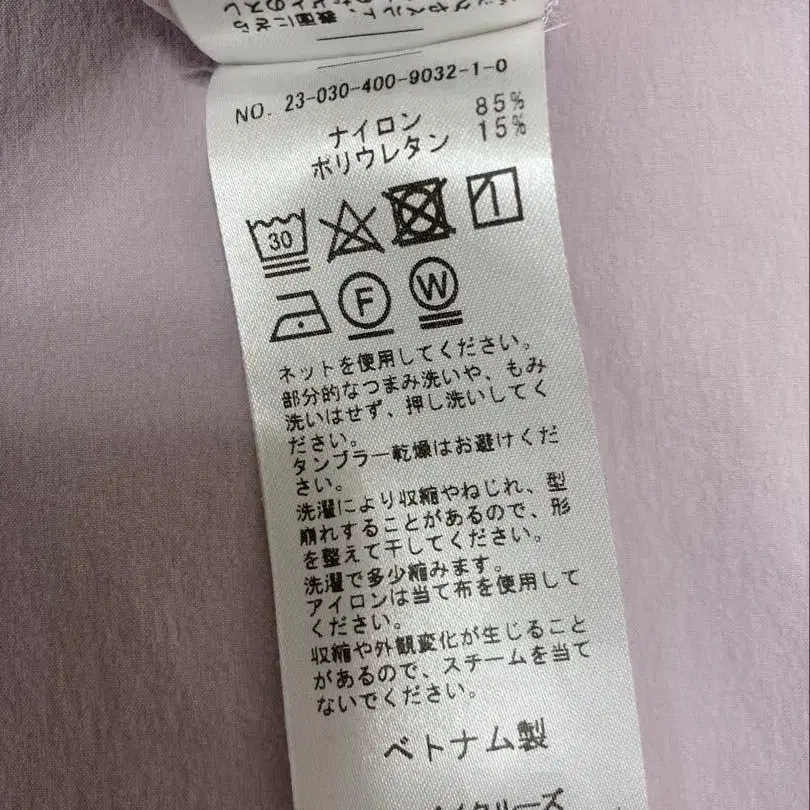 NO. 23-030-400-9032-1-0
ナイロン 85%
ポリウレタン 15%
30
F W
ネットを使用してください。
部分的なつまみ洗いや、もみ
洗いはせず、押し洗いしてく
ださい。
タンブラー乾燥はお避けくだ
さい。
洗濯により収縮やねじれ、型
崩れすることがあるので、形
を整えて干してください。
洗濯で多少縮みます。
アイロンは当て布を使用して
ください。
収縮や外観変化が生じること
があるので、スチームを当て
ないでください。
ベトナム製